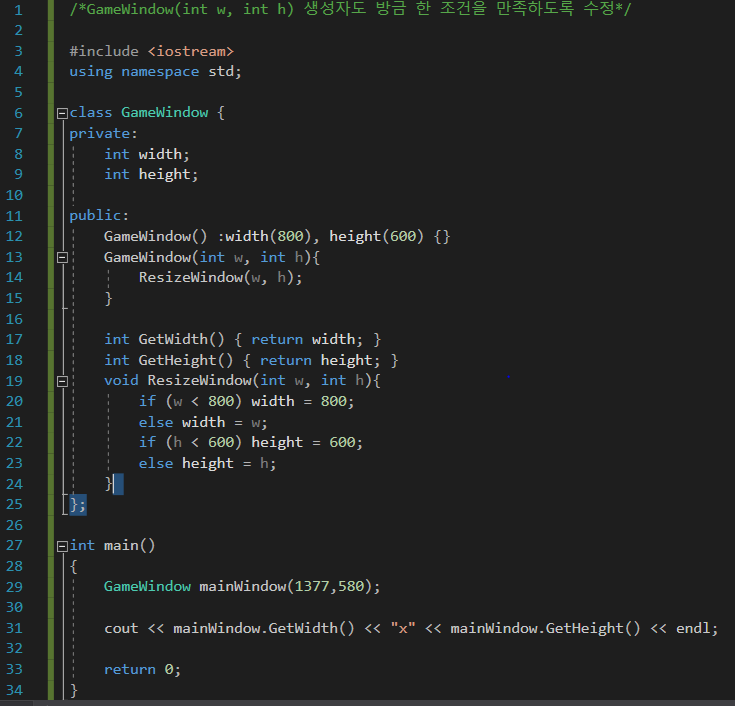 1 /*GameWindow(int w, int h) 생성자도 방금 한 조건을 만족하도록 수정*/
2
3 #include <iostream>
4 using namespace std;
5
6 class GameWindow {
7 private:
8 int width;
9 int height;
10
11 public:
12 GameWindow() :width(800), height(600) {}
13 GameWindow(int w, int h){
14 ResizeWindow(w, h);
15 }
16
17 int GetWidth() { return width; }
18 int GetHeight() { return height; }
19 void ResizeWindow(int w, int h){
20 if (w < 800) width = 800;
21 else width = w;
22 if (h < 600) height = 600;
23 else height = h;
24 }
25 };
26
27 int main()
28 {
29 GameWindow mainWindow(1377,580);
30
31 cout << mainWindow.GetWidth() << "x" << mainWindow.GetHeight() << endl;
32
33 return 0;
34 }